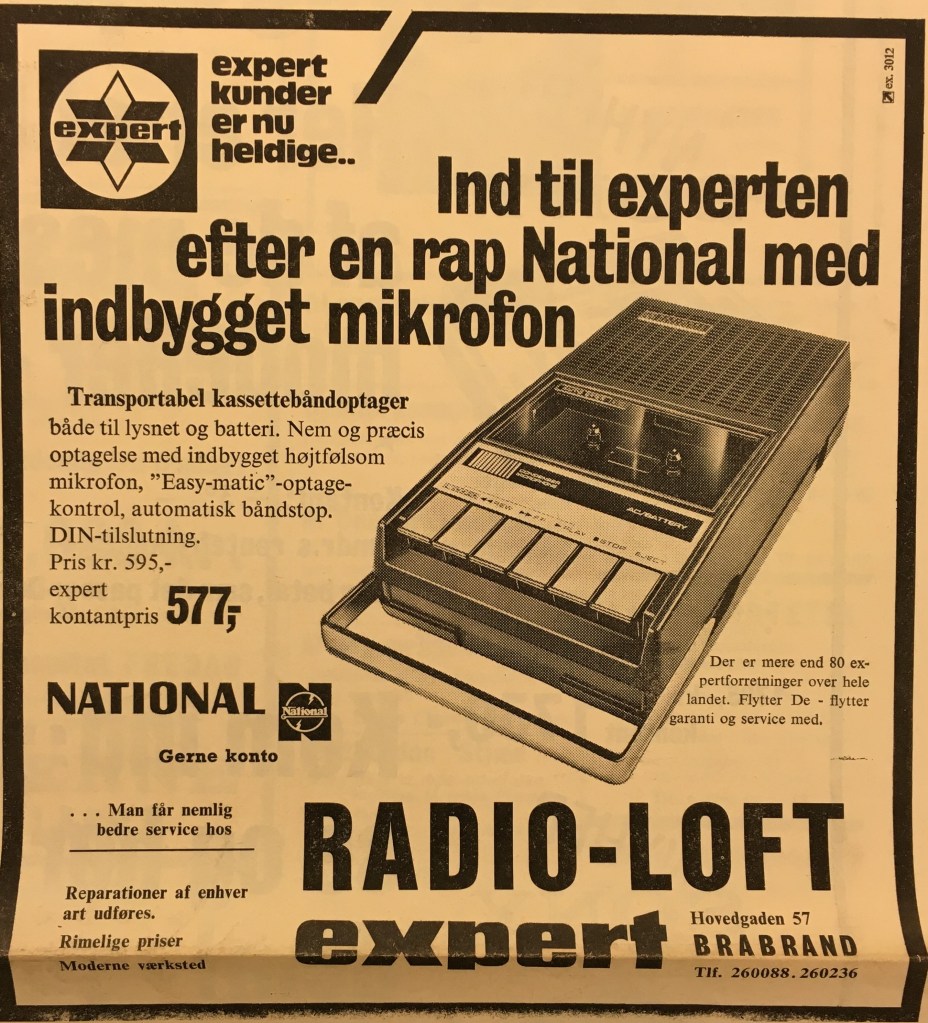 expert
expert
kunder
er nu
heldige..
ex. 3012
Ind til experten
efter en rap National med
indbygget mikrofon
Transportabel kassettebåndoptager
både til lysnet og batteri. Nem og præcis
optagelse med indbygget højtfølsom
mikrofon, ”Easy-matic”-optage-
kontrol, automatisk båndstop.
DIN-tilslutning.
Pris kr. 595,-
expert
kontantpris 577,-
CONDENSER
MICROPHONE
AC/BATTERY
◀◀REW ▶▶F.F. ▶PLAY ■STOP EJECT
Der er mere end 80 ex-
pertforretninger over hele
landet. Flytter De - flytter
garanti og service med.
NATIONAL
National
Gerne konto
. . . Man får nemlig
bedre service hos
RADIO-LOFT
Reparationer af enhver
art udføres.
Rimelige priser
Moderne værksted
expert
Hovedgaden 57
BRABRAND
Tlf. 260088.260236